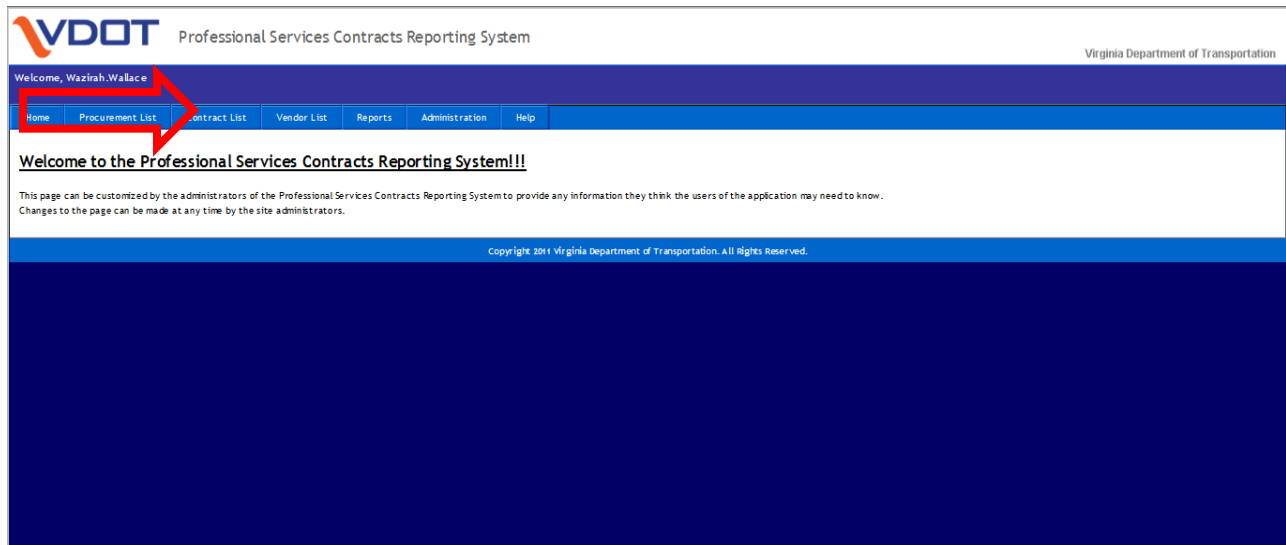 VDOT Professional Services Contracts Reporting System
Virginia Department of Transportation
Welcome, Wazirah.Wallace
Home Procurement List Contract List Vendor List Reports Administration Help
Welcome to the Professional Services Contracts Reporting System!!!
This page can be customized by the administrators of the Professional Services Contracts Reporting System to provide any information they think the users of the application may need to know.
Changes to the page can be made at any time by the site administrators.
Copyright 2011 Virginia Department of Transportation. All Rights Reserved.